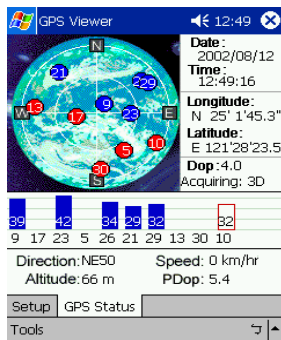 GPS Viewer 12:49
N
21
2 29
13
9
W 17 23 E
5 10
30
S
Date:
2002/08/12
Time:
12:49:16
Longitude:
N 25' 1'45.3"
Latitude:
E 121'28'23.5
Dop:4.0
Acquiring: 3D
39 42 34 29 32 32
9 17 23 5 26 21 29 13 30 10
Direction:NE50 Speed: 0 km/hr
Altitude:66 m PDop: 5.4
Setup GPS Status
Tools